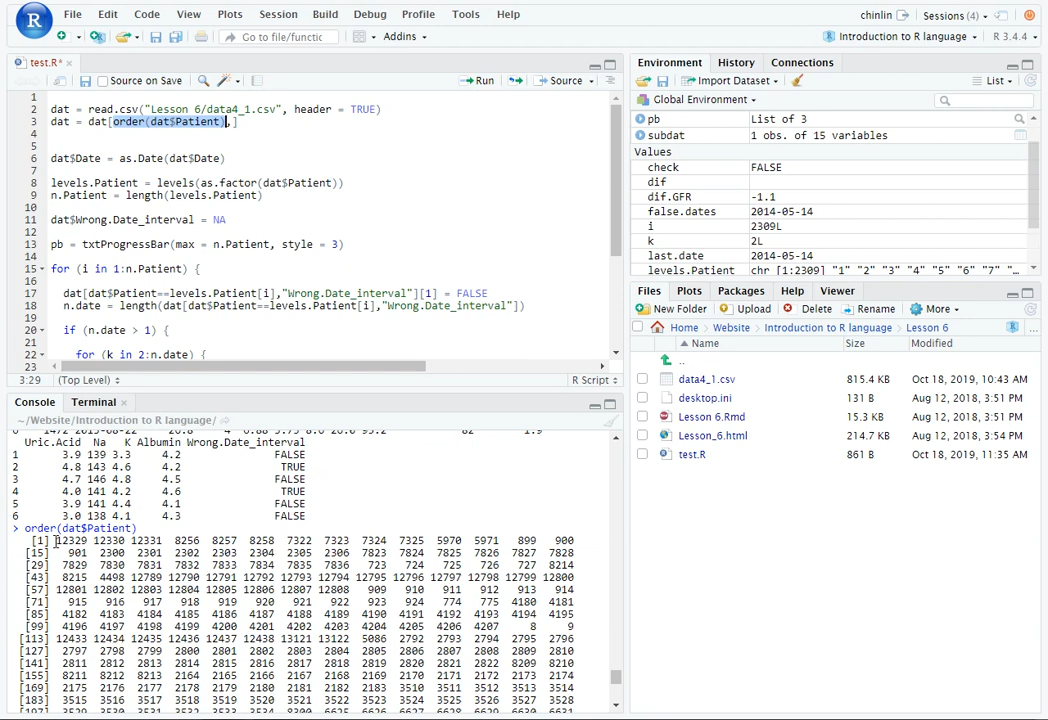 R File Edit Code View Plots Session Build Debug Profile Tools Help chinlin Sessions (4)
Go to file/functic Addins Introduction to R language R 3.4.4
test.R* ×
Source on Save Run Source
1
2 dat = read.csv("Lesson 6/data4_1.csv", header = TRUE)
3 dat = dat[order(dat$Patient),]
4
5
6 dat$Date = as.Date(dat$Date)
7
8 levels.Patient = levels(as.factor(dat$Patient))
9 n.Patient = length(levels.Patient)
10
11 dat$Wrong.Date_interval = NA
12
13 pb = txtProgressBar(max = n.Patient, style = 3)
14
15 for (i in 1:n.Patient) {
16
17 dat[dat$Patient==levels.Patient[i],"Wrong.Date_interval"][1] = FALSE
18 n.date = length(dat[dat$Patient==levels.Patient[i],"Wrong.Date_interval"])
19
20 if (n.date > 1) {
21
22 for (k in 2:n.date) {
23
3:29 (Top Level) R Script
Console Terminal ×
~/Website/Introduction to R language/
Uric.Acid Na K Albumin Wrong.Date_interval
1 3.9 139 3.3 4.2 FALSE
2 4.8 143 4.6 4.2 TRUE
3 4.7 146 4.8 4.5 FALSE
4 4.0 141 4.2 4.6 TRUE
5 3.9 141 4.4 4.1 FALSE
6 3.0 138 4.1 4.3 FALSE
> order(dat$Patient)
[1] 12329 12330 12331 8256 8257 8258 7322 7323 7324 7325 5970 5971 899 900
[15] 901 2300 2301 2302 2303 2304 2305 2306 7823 7824 7825 7826 7827 7828
[29] 7829 7830 7831 7832 7833 7834 7835 7836 723 724 725 726 727 8214
[43] 8215 4498 12789 12790 12791 12792 12793 12794 12795 12796 12797 12798 12799 12800
[57] 12801 12802 12803 12804 12805 12806 12807 12808 909 910 911 912 913 914
[71] 915 916 917 918 919 920 921 922 923 924 774 775 4180 4181
[85] 4182 4183 4184 4185 4186 4187 4188 4189 4190 4191 4192 4193 4194 4195
[99] 4196 4197 4198 4199 4200 4201 4202 4203 4204 4205 4206 4207 8 9
[113] 12433 12434 12435 12436 12437 12438 13121 13122 5086 2792 2793 2794 2795 2796
[127] 2797 2798 2799 2800 2801 2802 2803 2804 2805 2806 2807 2808 2809 2810
[141] 2811 2812 2813 2814 2815 2816 2817 2818 2819 2820 2821 2822 8209 8210
[155] 8211 8212 8213 2164 2165 2166 2167 2168 2169 2170 2171 2172 2173 2174
[169] 2175 2176 2177 2178 2179 2180 2181 2182 2183 3510 3511 3512 3513 3514
[183] 3515 3516 3517 3518 3519 3520 3521 3522 3523 3524 3525 3526 3527 3528
Environment History Connections
Import Dataset List
Global Environment
pb List of 3
subdat 1 obs. of 15 variables
Values
check FALSE
dif
dif.GFR -1.1
false.dates 2014-05-14
i 2309L
k 2L
last.date 2014-05-14
levels.Patient chr [1:2309] "1" "2" "3" "4" "5" "6" "7" "…
Files Plots Packages Help Viewer
New Folder Upload Delete Rename More
Home Website Introduction to R language Lesson 6 ...
Name Size Modified
..
data4_1.csv 815.4 KB Oct 18, 2019, 10:43 AM
desktop.ini 131 B Aug 12, 2018, 3:51 PM
Lesson 6.Rmd 15.3 KB Aug 12, 2018, 3:51 PM
Lesson_6.html 214.7 KB Aug 12, 2018, 3:54 PM
test.R 861 B Oct 18, 2019, 11:35 AM